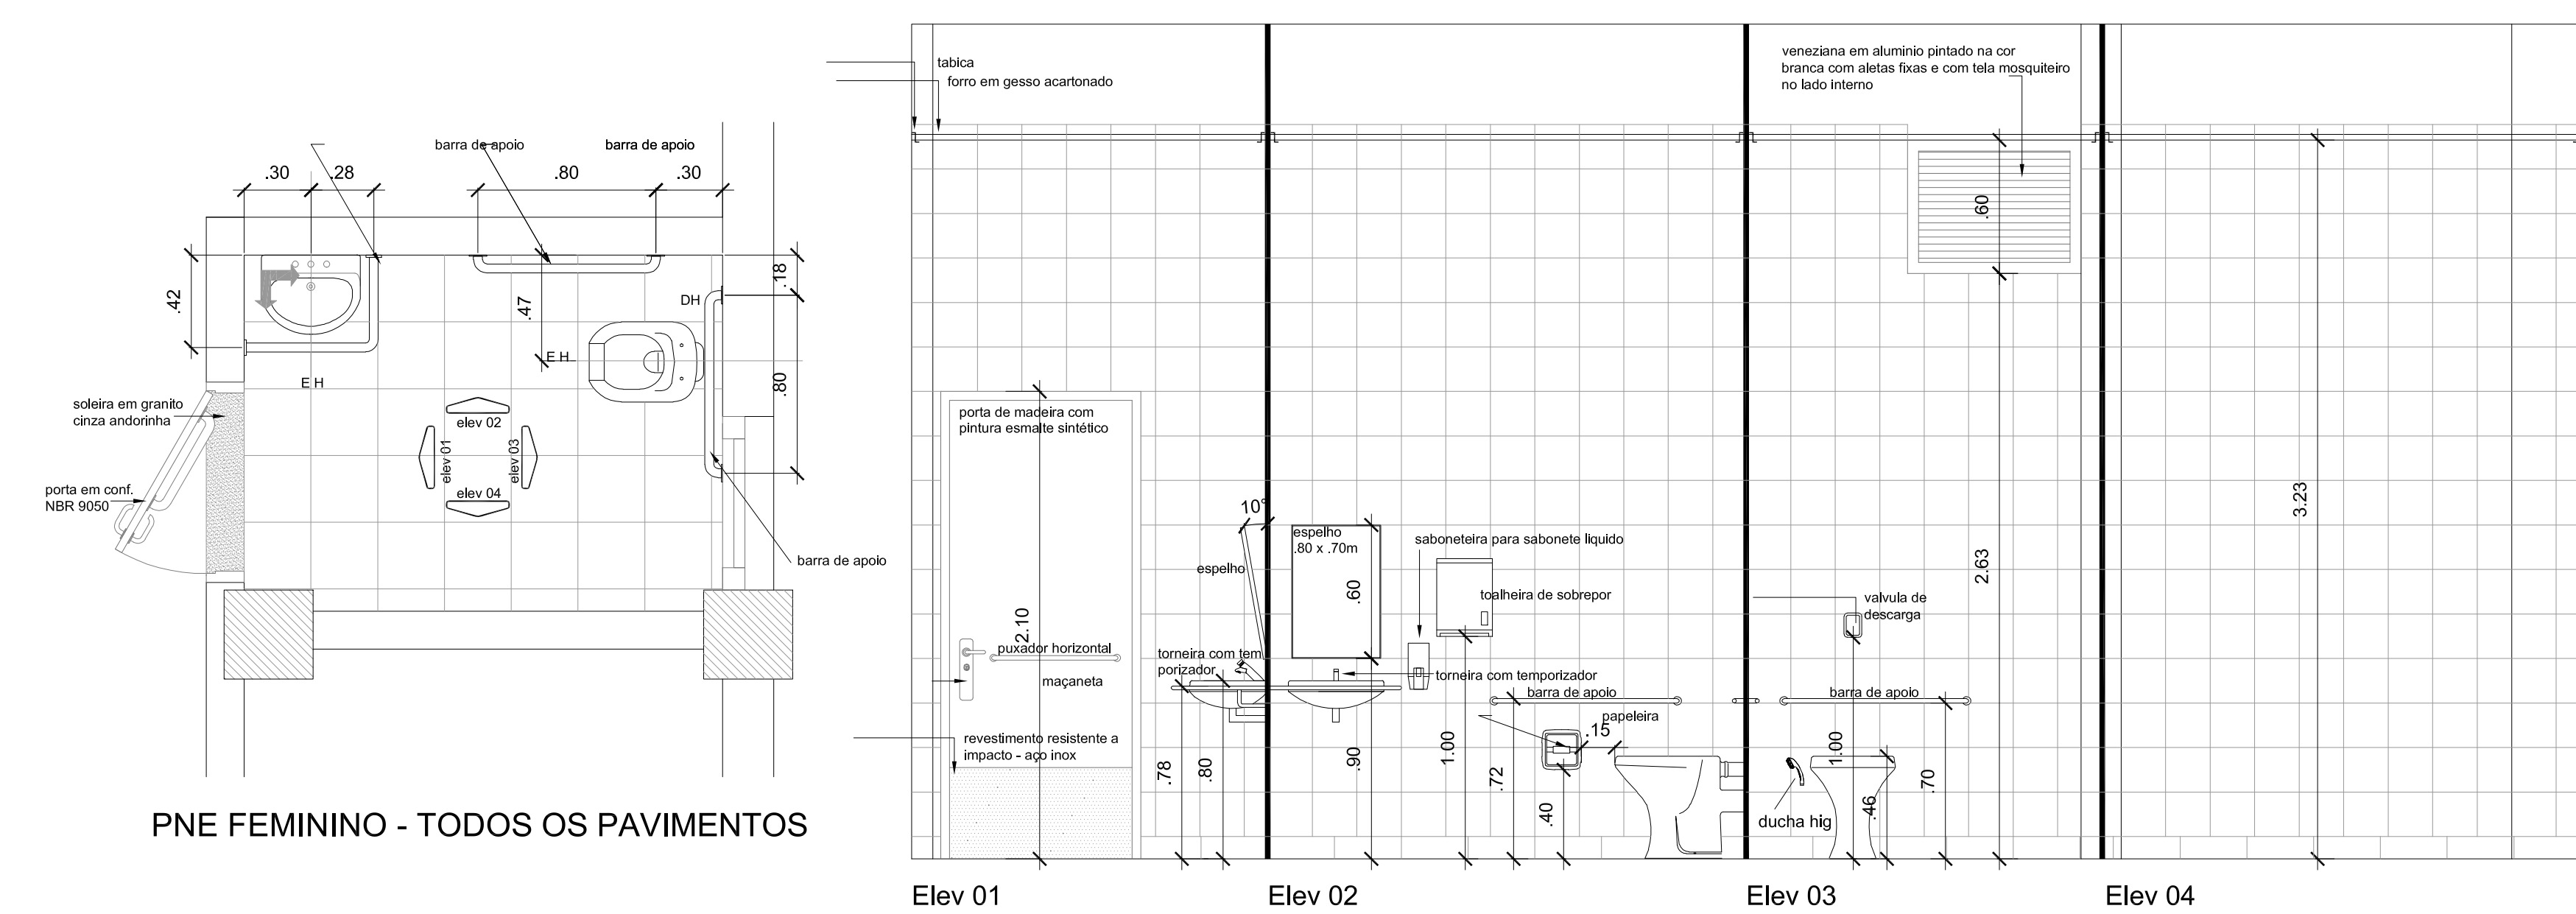 barra de apoio
barra de apoio
.30
.28
.80
.30
.18
.42
.47
DH
E H
E H
.80
soleira em granito
cinza andorinha
elev 02
elev 01
elev 03
elev 04
porta em conf.
NBR 9050
barra de apoio
PNE FEMININO - TODOS OS PAVIMENTOS
tabica
forro em gesso acartonado
porta de madeira com
pintura esmalte sintético
2.10
puxador horizontal
maçaneta
revestimento resistente a
impacto - aço inox
10°
espelho
torneira com tem
porizador
.78
.80
Elev 01
espelho
.80 x .70m
.60
saboneteira para sabonete liquido
toalheira de sobrepor
torneira com temporizador
barra de apoio
papeleira
.15
.90
1.00
.72
.40
Elev 02
veneziana em aluminio pintado na cor
branca com aletas fixas e com tela mosquiteiro
no lado interno
.60
2.63
valvula de
descarga
barra de apoio
1.00
.46
.70
ducha hig
Elev 03
3.23
Elev 04